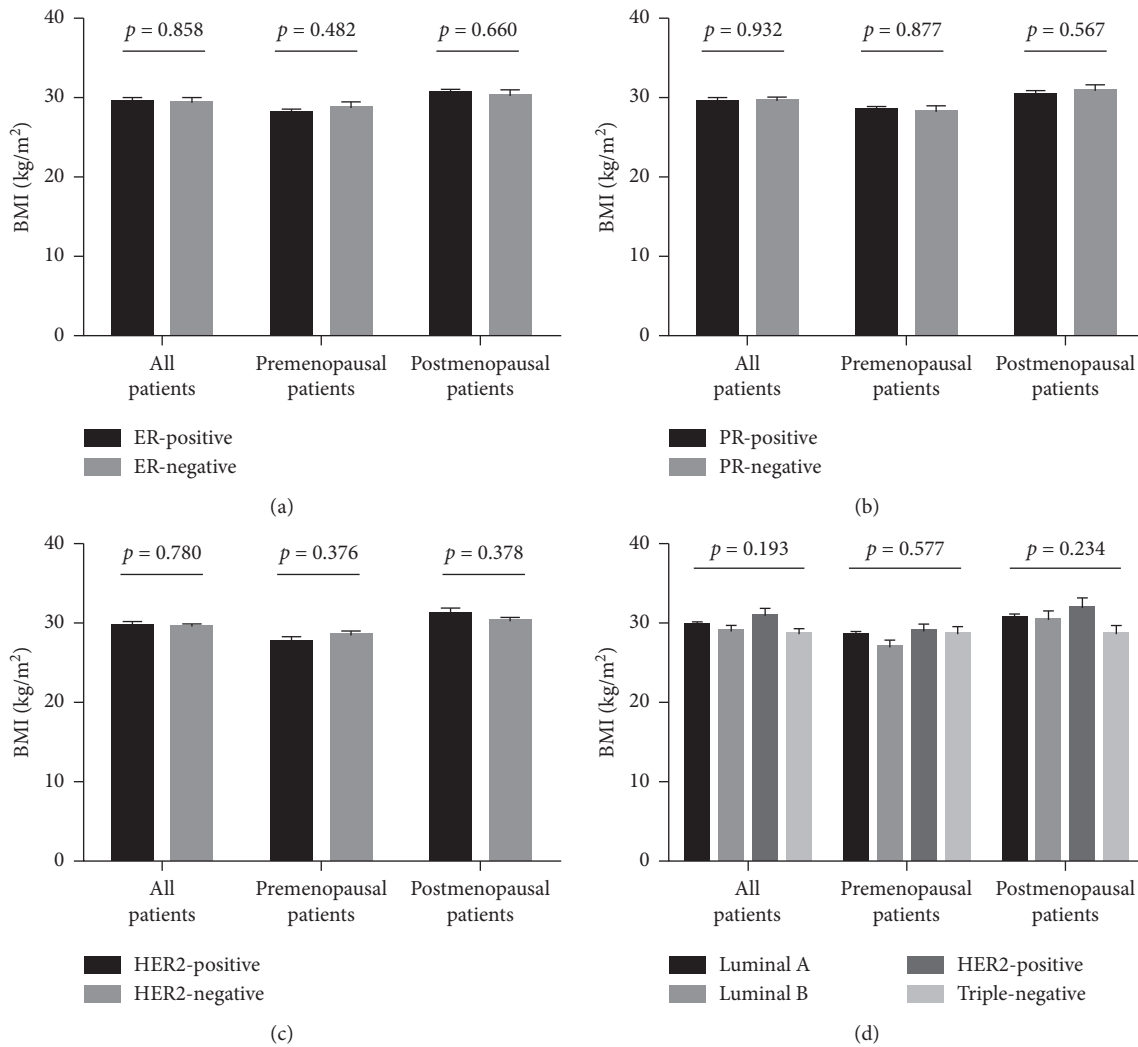 40
30
20
10
0
BMI (kg/m²)
p = 0.858
p = 0.482
p = 0.660
All
patients
Premenopausal
patients
Postmenopausal
patients
ER-positive
ER-negative
(a)
40
30
20
10
0
BMI (kg/m²)
p = 0.932
p = 0.877
p = 0.567
All
patients
Premenopausal
patients
Postmenopausal
patients
PR-positive
PR-negative
(b)
40
30
20
10
0
BMI (kg/m²)
p = 0.780
p = 0.376
p = 0.378
All
patients
Premenopausal
patients
Postmenopausal
patients
HER2-positive
HER2-negative
(c)
40
30
20
10
0
BMI (kg/m²)
p = 0.193
p = 0.577
p = 0.234
All
patients
Premenopausal
patients
Postmenopausal
patients
Luminal A
Luminal B
HER2-positive
Triple-negative
(d)